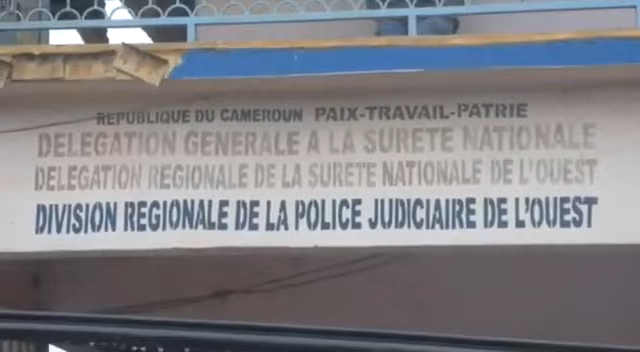 REPUBLIQUE DU CAMEROUN PAIX-TRAVAIL-PATRIE
DELEGATION GENERALE A LA SURETE NATIONALE
DELEGATION REGIONALE DE LA SURETE NATIONALE DE L'OUEST
DIVISION REGIONALE DE LA POLICE JUDICIAIRE DE L'OUEST